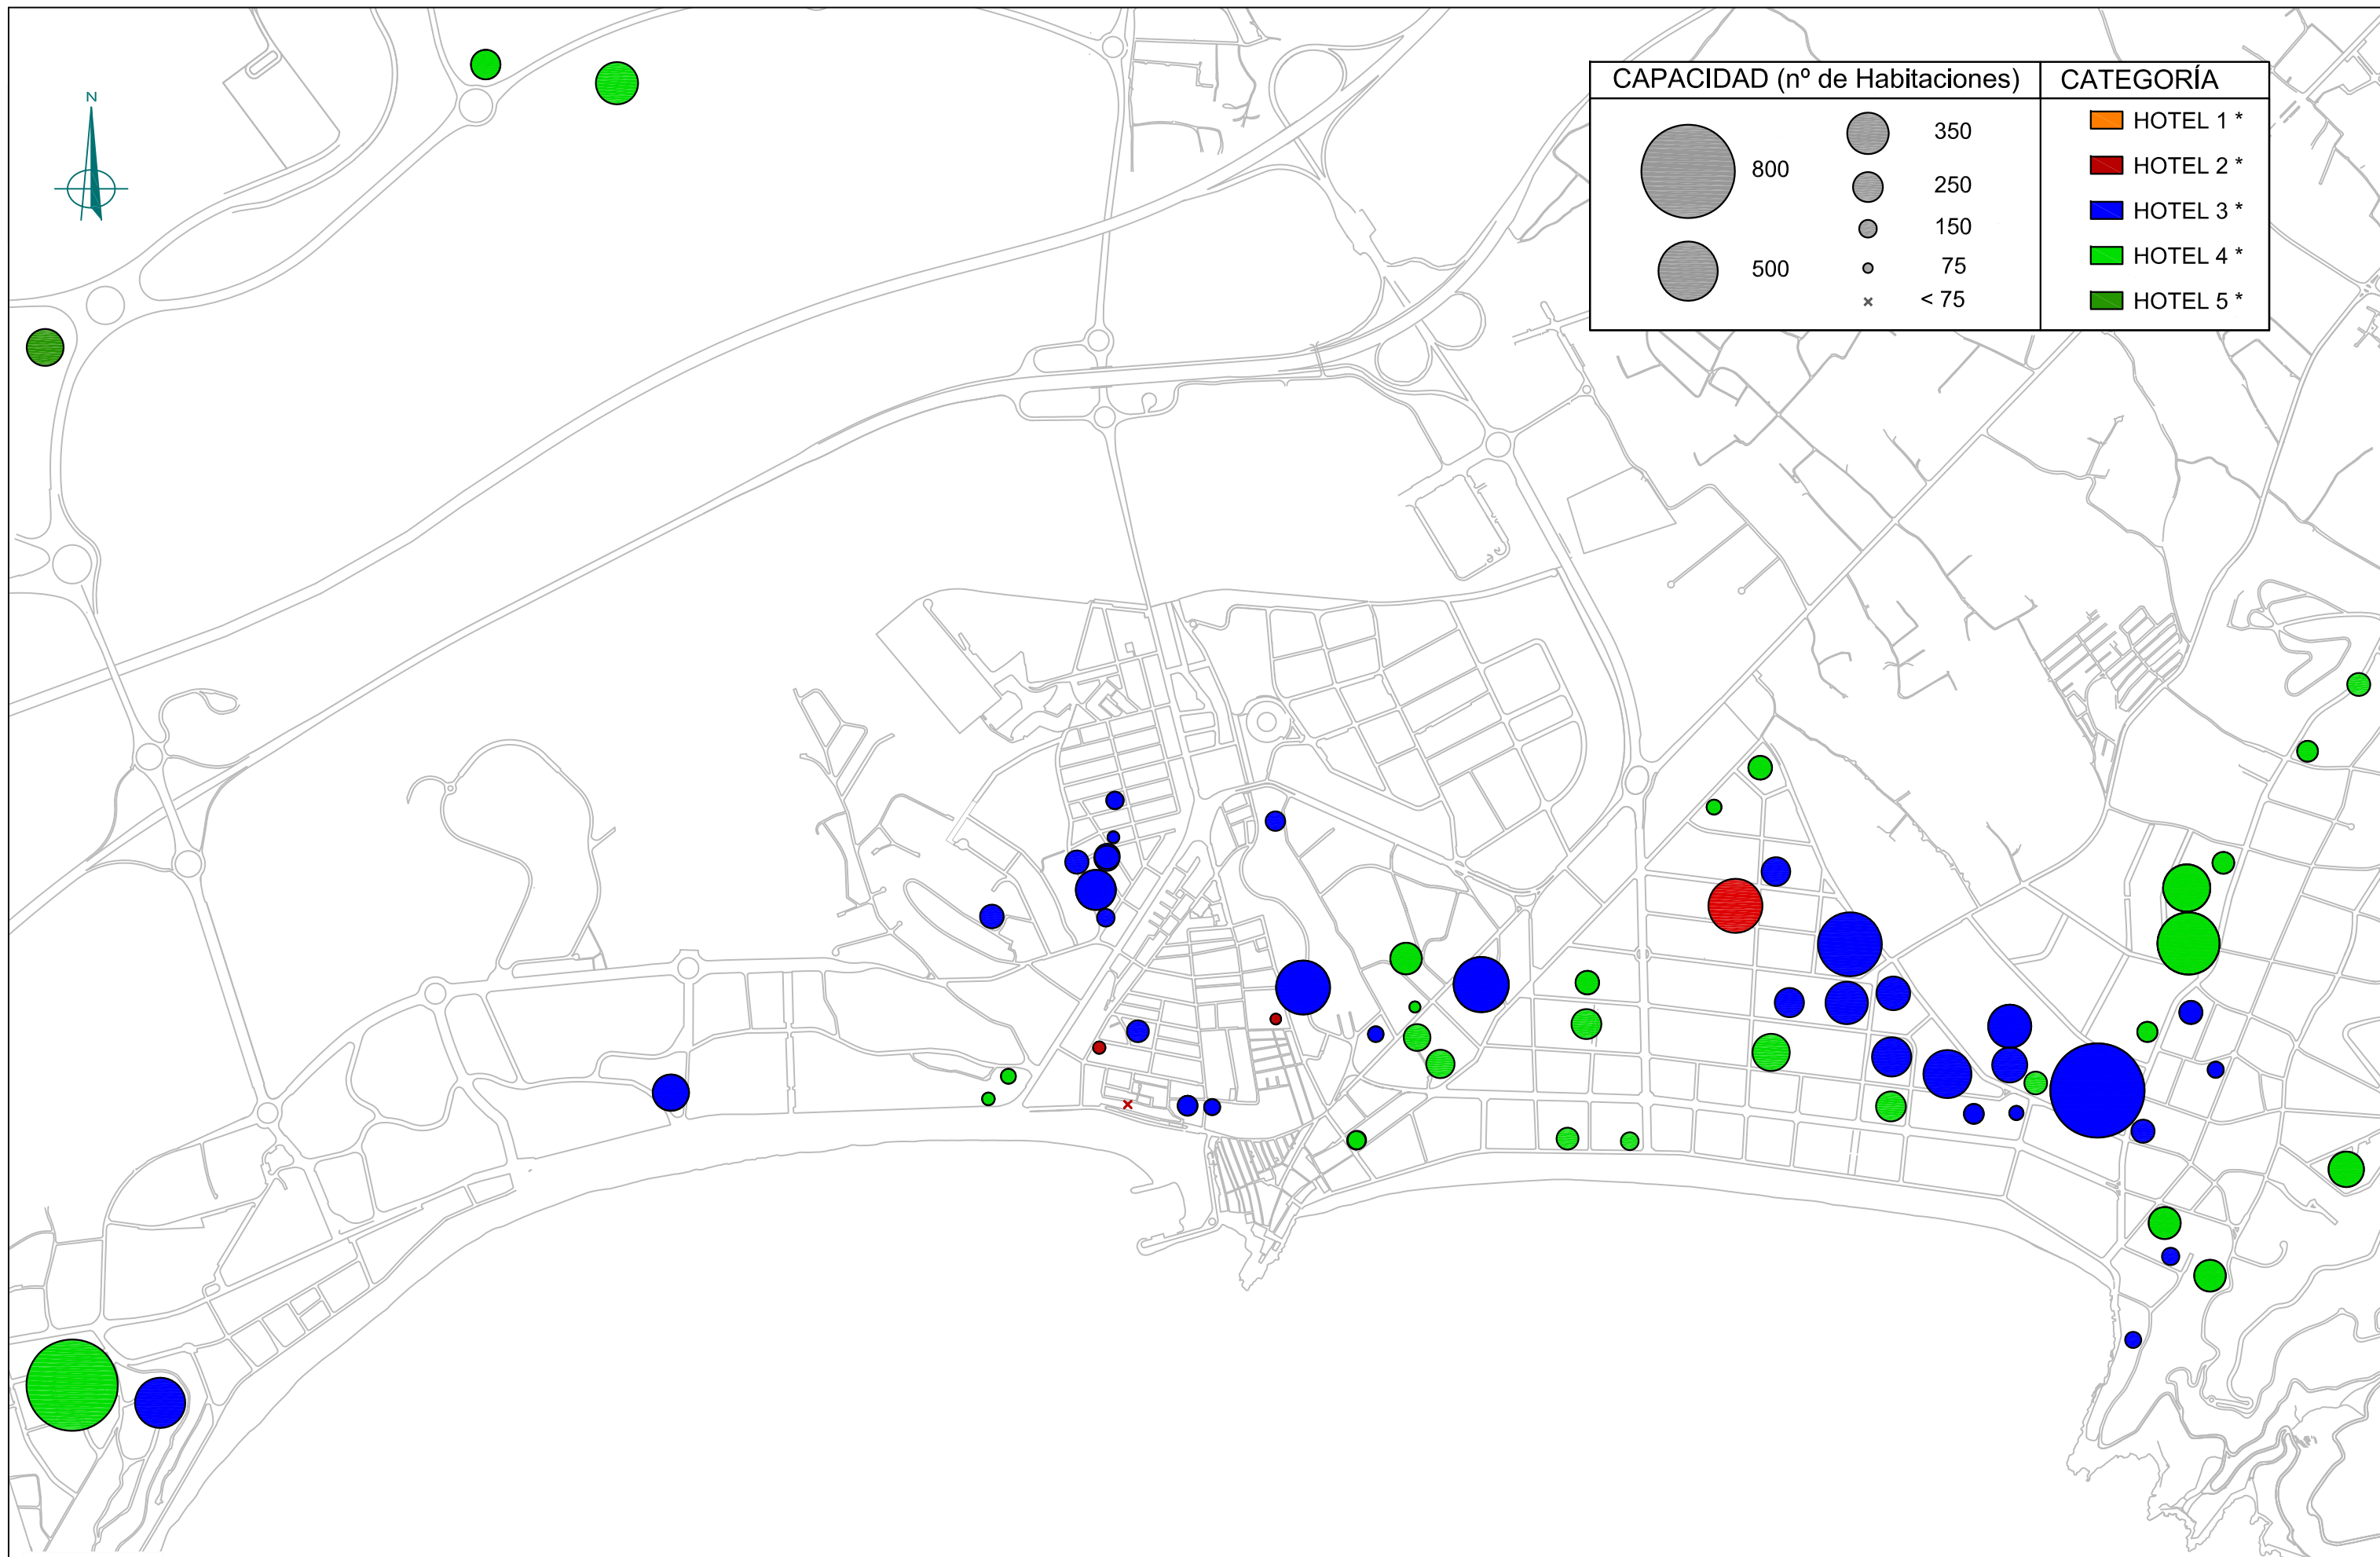 N
CAPACIDAD (nº de Habitaciones)
CATEGORÍA
800
500
350
250
150
75
< 75
HOTEL 1 *
HOTEL 2 *
HOTEL 3 *
HOTEL 4 *
HOTEL 5 *